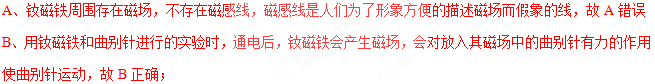 A、钕磁铁周围存在磁场，不存在磁感线，磁感线是人们为了形象方便的描述磁场而假象的线，故 A 错误
B、用钕磁铁和曲别针进行的实验时，通电后，钕磁铁会产生磁场，会对放入其磁场中的曲别针有力的作用
使曲别针运动，故 B 正确；